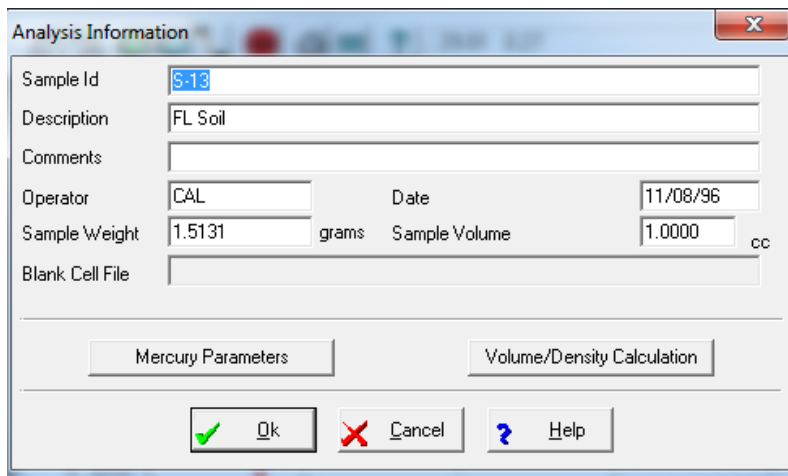 Analysis Information
Sample Id S-13
Description FL Soil
Comments
Operator CAL Date 11/08/96
Sample Weight 1.5131 grams Sample Volume 1.0000 cc
Blank Cell File
Mercury Parameters Volume/Density Calculation
Ok Cancel Help